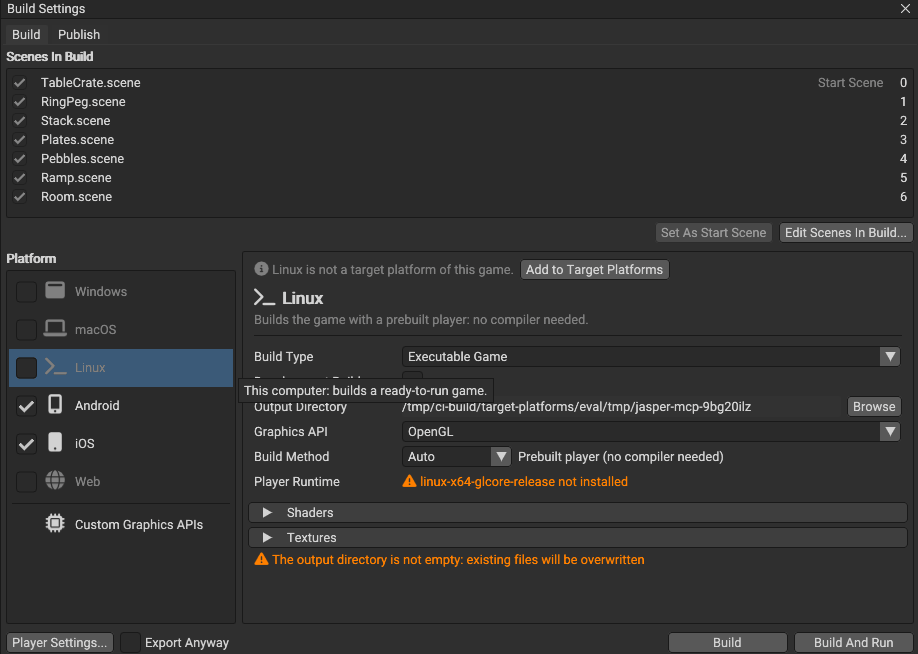 Build Settings
Build Publish
Scenes In Build
TableCrate.scene Start Scene 0
RingPeg.scene 1
Stack.scene 2
Plates.scene 3
Pebbles.scene 4
Ramp.scene 5
Room.scene 6
Set As Start Scene Edit Scenes In Build...
Platform
Windows
macOS
Linux
Android
iOS
Web
Custom Graphics APIs
Linux is not a target platform of this game. Add to Target Platforms
Linux
Builds the game with a prebuilt player: no compiler needed.
Build Type Executable Game
This computer: builds a ready-to-run game.
Output Directory /tmp/ci-build/target-platforms/eval/tmp/jasper-mcp-9bg20ilz Browse
Graphics API OpenGL
Build Method Auto Prebuilt player (no compiler needed)
Player Runtime linux-x64-glcore-release not installed
Shaders
Textures
The output directory is not empty: existing files will be overwritten
Player Settings... Export Anyway Build Build And Run